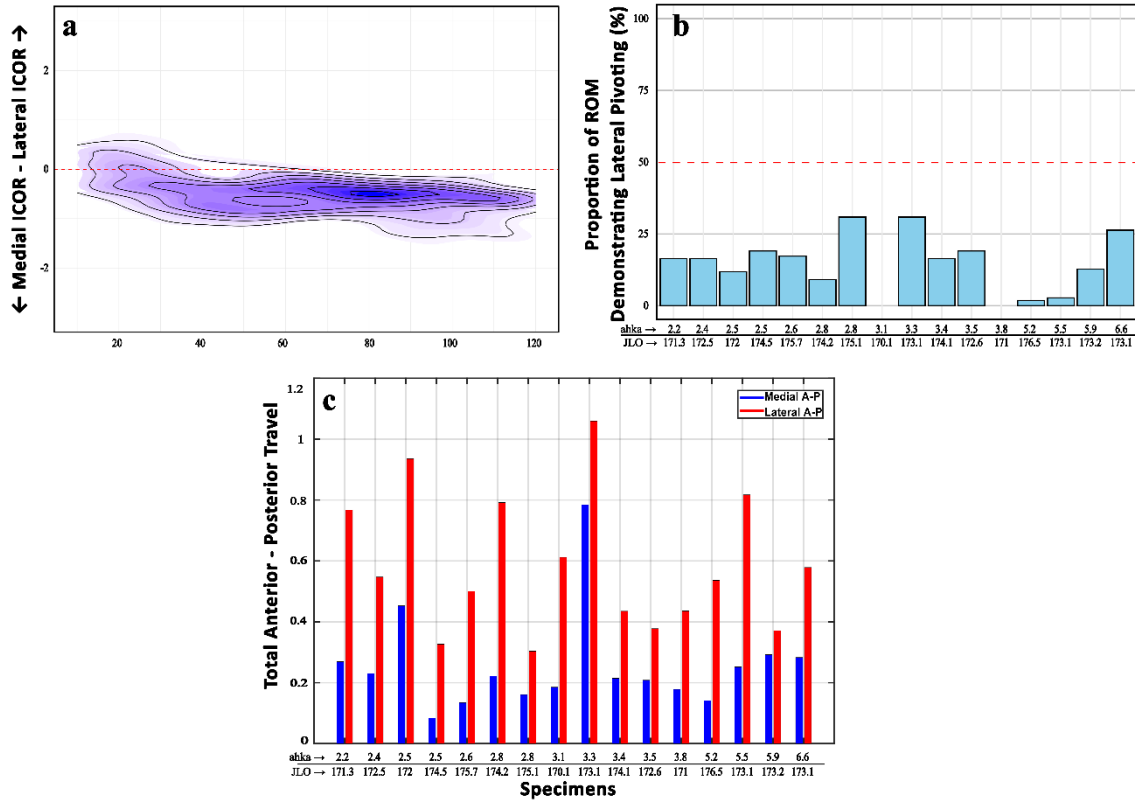 a
← Medial ICOR - Lateral ICOR →
2
0
-2
20 40 60 80 100 120
b
Proportion of ROM
Demonstrating Lateral Pivoting (%)
100
75
50
25
0
ahka → 2.2 2.4 2.5 2.5 2.6 2.8 2.8 3.1 3.3 3.4 3.5 3.8 5.2 5.5 5.9 6.6
JLO → 171.3 172.5 172 174.5 175.7 174.2 175.1 170.1 173.1 174.1 172.6 171 176.5 173.1 173.2 173.1
c
Medial A-P
Lateral A-P
Total Anterior - Posterior Travel
1.2
1
0.8
0.6
0.4
0.2
0
ahka → 2.2 2.4 2.5 2.5 2.6 2.8 2.8 3.1 3.3 3.4 3.5 3.8 5.2 5.5 5.9 6.6
JLO → 171.3 172.5 172 174.5 175.7 174.2 175.1 170.1 173.1 174.1 172.6 171 176.5 173.1 173.2 173.1
Specimens